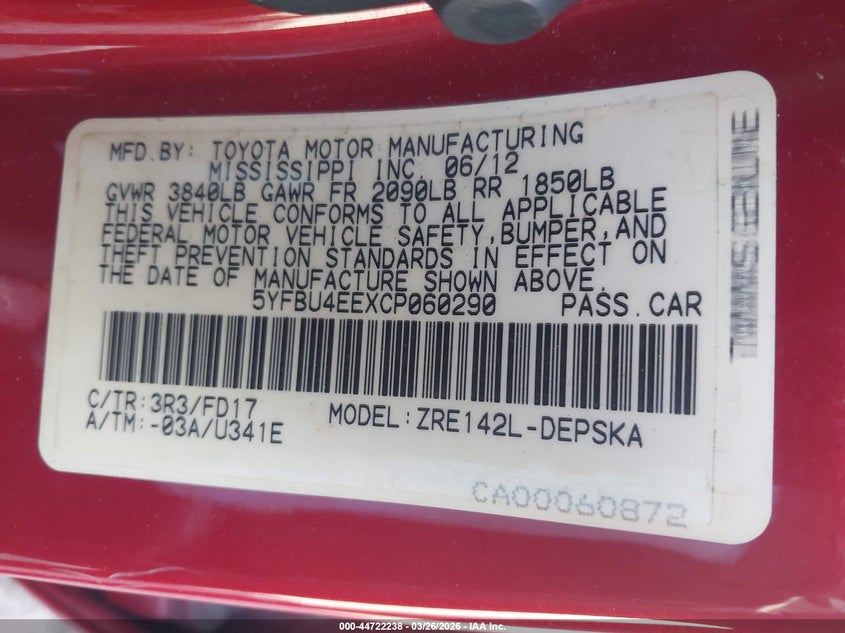 MFD.BY: TOYOTA MOTOR MANUFACTURING
MISSISSIPPI INC. 06/12
GVWR 3840LB GAWR FR 2090LB RR 1850LB
THIS VEHICLE CONFORMS TO ALL APPLICABLE
FEDERAL MOTOR VEHICLE SAFETY,BUMPER,AND
THEFT PREVENTION STANDARDS IN EFFECT ON
THE DATE OF MANUFACTURE SHOWN ABOVE.
5YFBU4EEXCP060290 PASS.CAR
C/TR:3R3/FD17
A/TM:-03A/U341E
MODEL:ZRE142L-DEPSKA
CA00060872
000-44722238 - 03/26/2026 - IAA Inc.